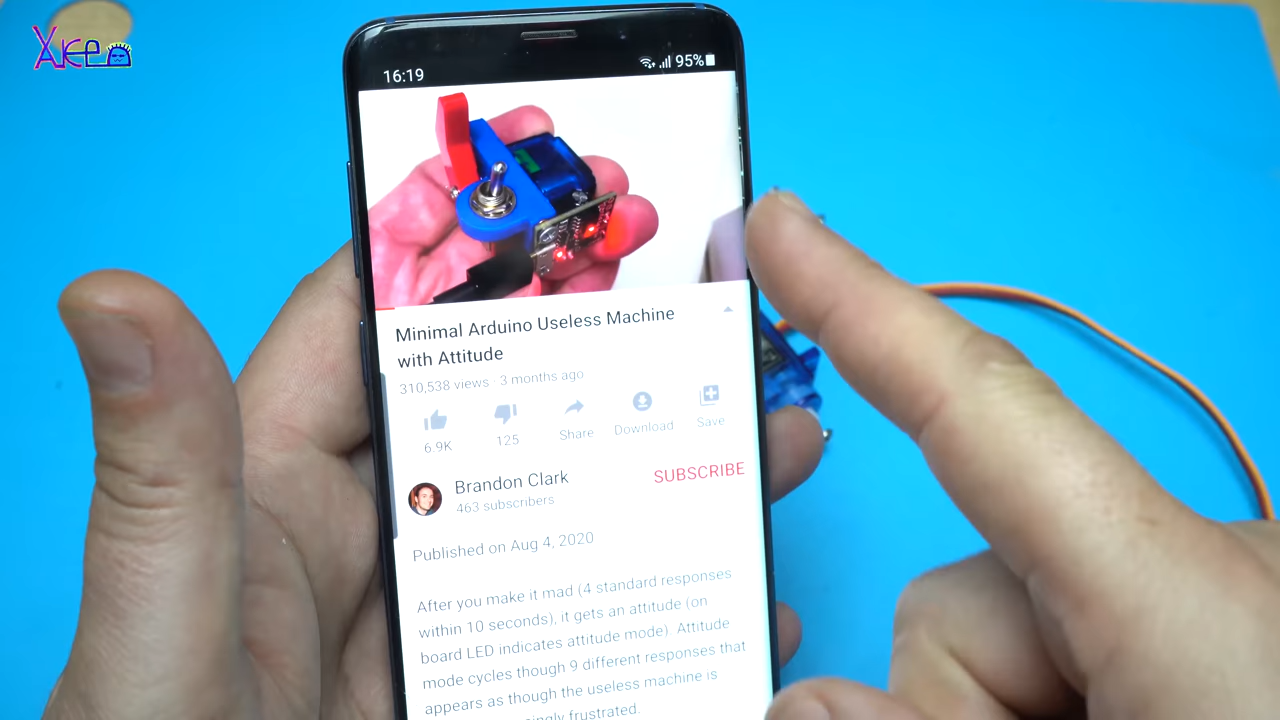 XKE
16:19 95%
Minimal Arduino Useless Machine
with Attitude
310,538 views · 3 months ago
6.9K 125 Share Download Save
Brandon Clark
463 subscribers
SUBSCRIBE
Published on Aug 4, 2020
After you make it mad (4 standard responses
within 10 seconds), it gets an attitude (on
board LED indicates attitude mode). Attitude
mode cycles though 9 different responses that
appears as though the useless machine is
frustrated.